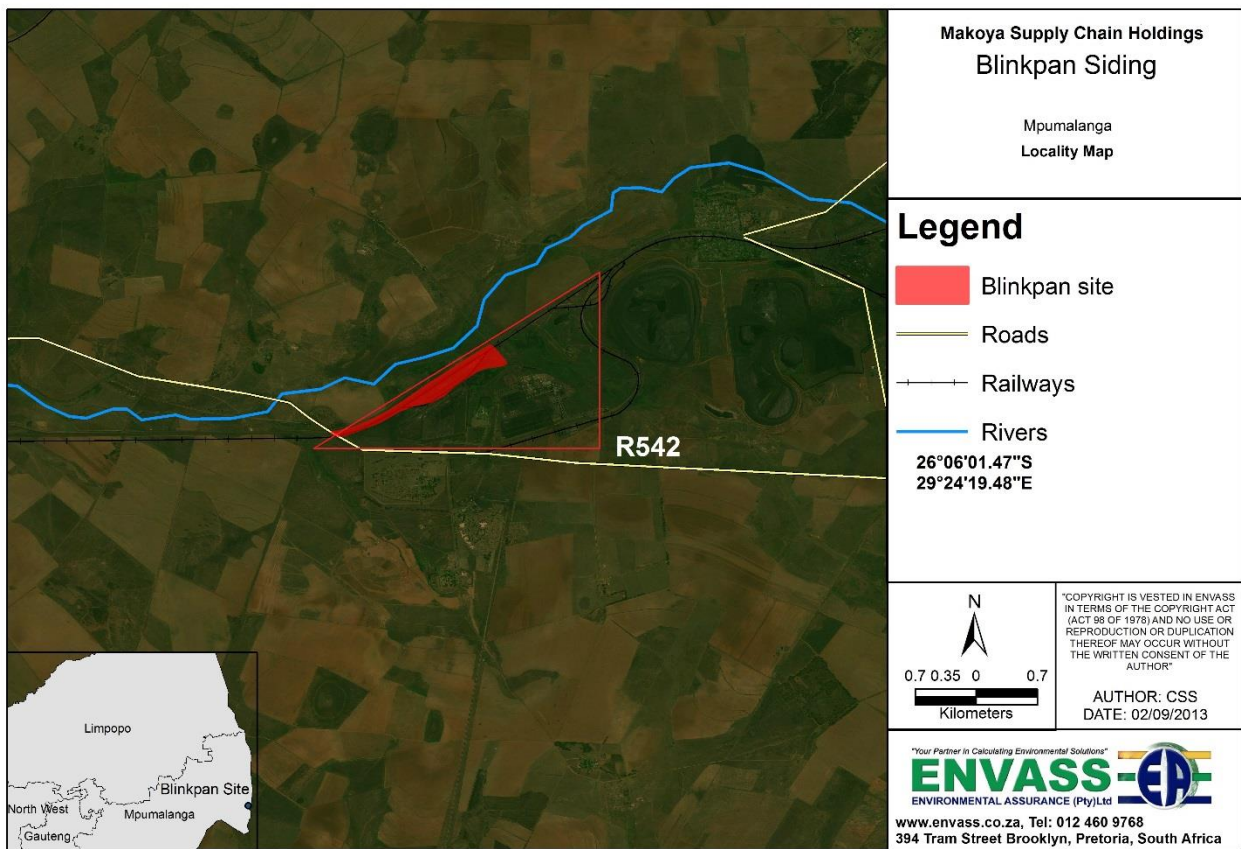 Makoya Supply Chain Holdings
Blinkpan Siding
Mpumalanga
Locality Map
Legend
Blinkpan site
Roads
Railways
Rivers
26°06'01.47"S
29°24'19.48"E
R542
N
0.7 0.35 0 0.7
Kilometers
"COPYRIGHT IS VESTED IN ENVASS
IN TERMS OF THE COPYRIGHT ACT
(ACT 98 OF 1978) AND NO USE OR
REPRODUCTION OR DUPLICATION
THEREOF MAY OCCUR WITHOUT
THE WRITTEN CONSENT OF THE
AUTHOR"
AUTHOR: CSS
DATE: 02/09/2013
Limpopo
Blinkpan Site
North West
Mpumalanga
Gauteng
"Your Partner in Calculating Environmental Solutions"
ENVASS
EA
ENVIRONMENTAL ASSURANCE (Pty)Ltd
www.envass.co.za, Tel: 012 460 9768
394 Tram Street Brooklyn, Pretoria, South Africa